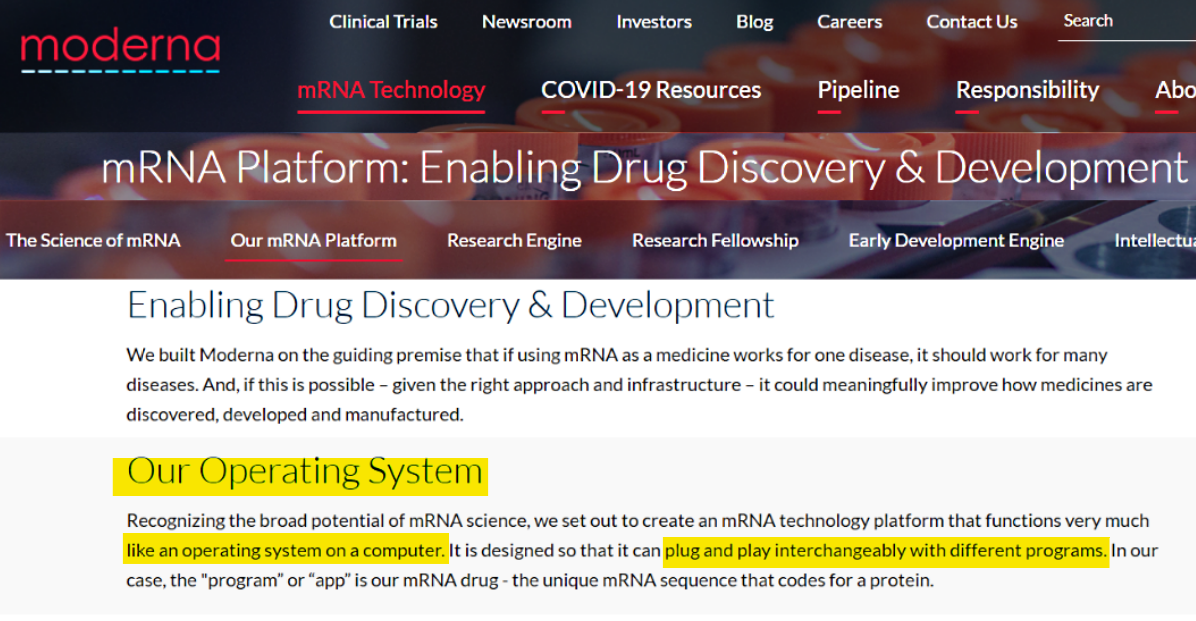 Clinical Trials Newsroom Investors Blog Careers Contact Us Search
moderna
mRNA Technology COVID-19 Resources Pipeline Responsibility Abo
mRNA Platform: Enabling Drug Discovery & Development
The Science of mRNA Our mRNA Platform Research Engine Research Fellowship Early Development Engine Intellectua
Enabling Drug Discovery & Development
We built Moderna on the guiding premise that if using mRNA as a medicine works for one disease, it should work for many
diseases. And, if this is possible – given the right approach and infrastructure – it could meaningfully improve how medicines are
discovered, developed and manufactured.
Our Operating System
Recognizing the broad potential of mRNA science, we set out to create an mRNA technology platform that functions very much
like an operating system on a computer. It is designed so that it can plug and play interchangeably with different programs. In our
case, the "program" or "app" is our mRNA drug - the unique mRNA sequence that codes for a protein.